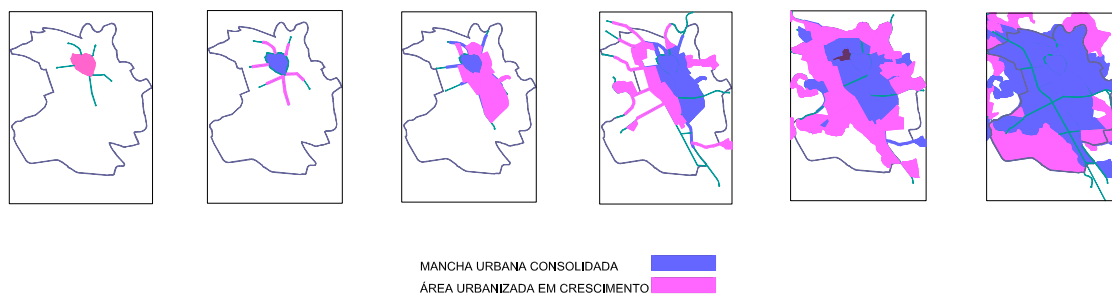 MANCHA URBANA CONSOLIDADA
ÁREA URBANIZADA EM CRESCIMENTO